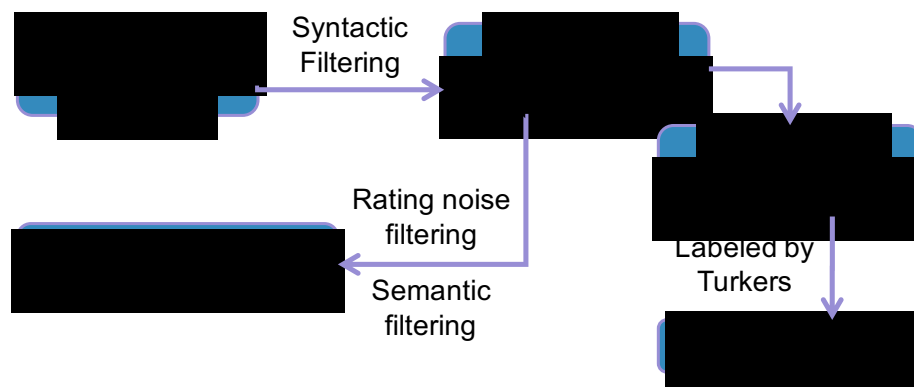 Syntactic
Filtering
Rating noise
filtering
Semantic
filtering
Labeled by
Turkers